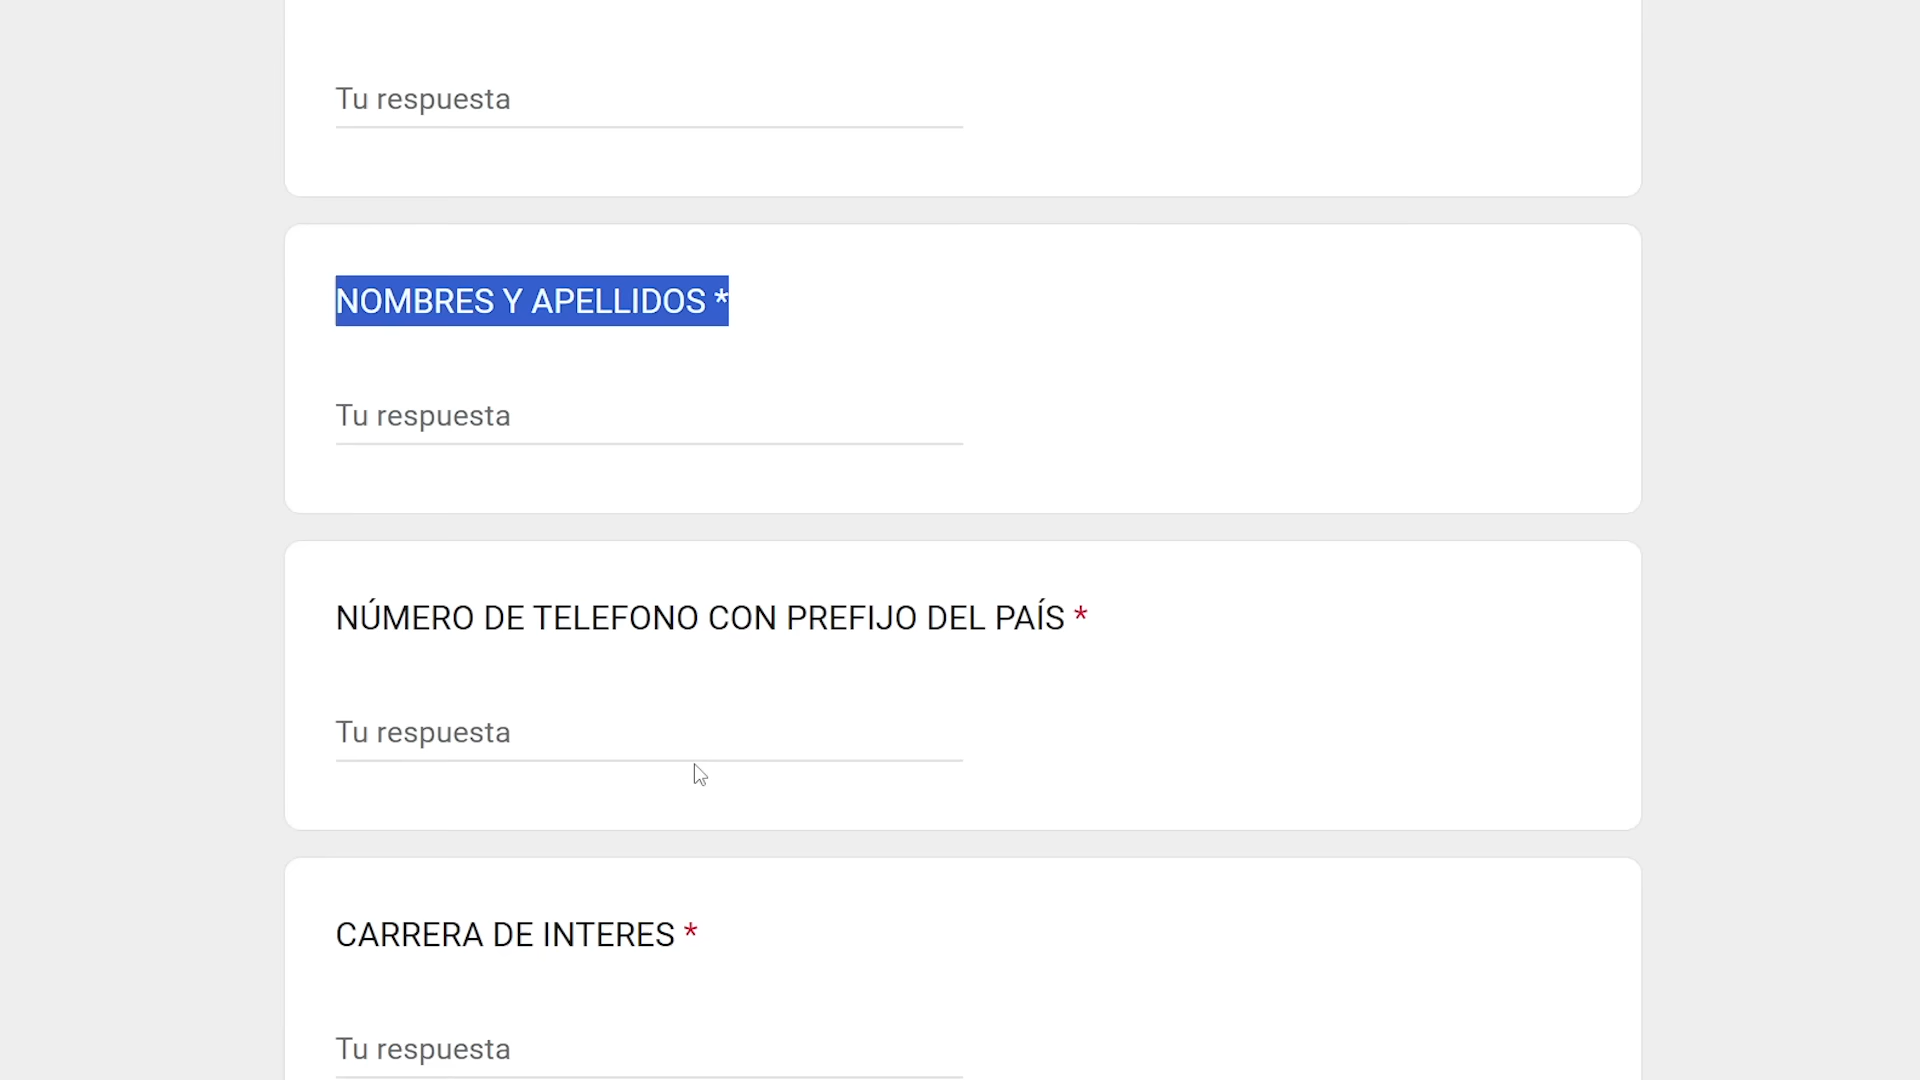 Tu respuesta
NOMBRES Y APELLIDOS *
Tu respuesta
NÚMERO DE TELEFONO CON PREFIJO DEL PAÍS *
Tu respuesta
CARRERA DE INTERES *
Tu respuesta